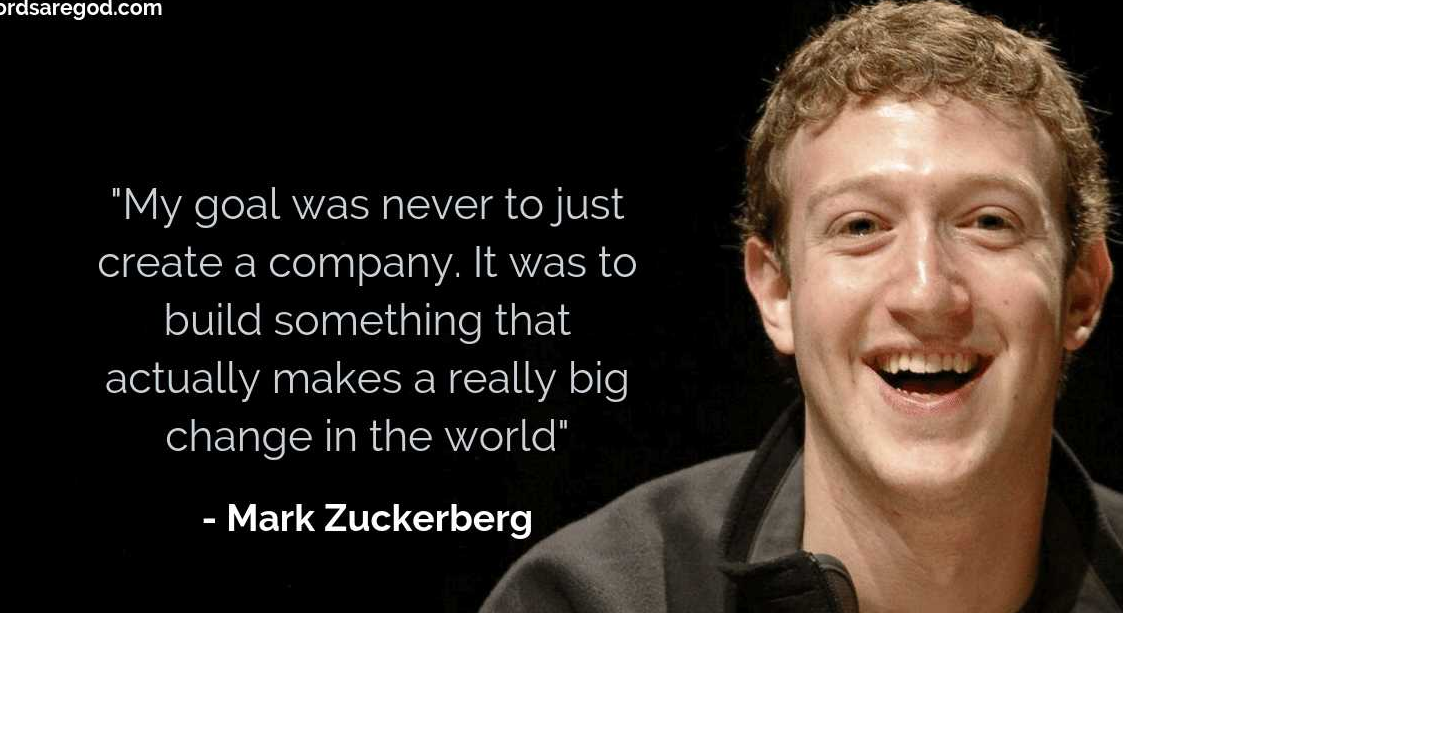 ordsaregod.com
"My goal was never to just
create a company. It was to
build something that
actually makes a really big
change in the world"
- Mark Zuckerberg